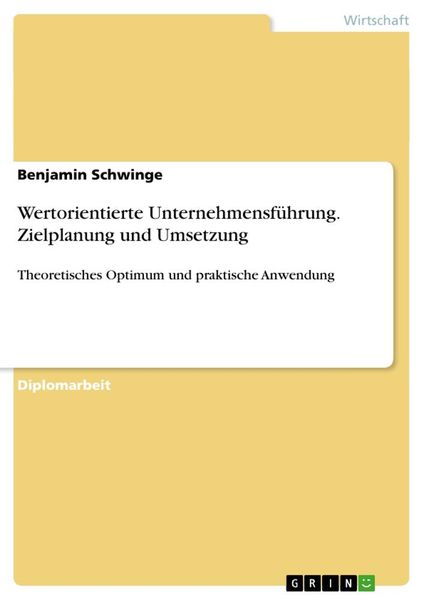 Wirtschaft
Benjamin Schwinge
Wertorientierte Unternehmensführung.
Zielplanung und Umsetzung
Theoretisches Optimum und praktische Anwendung
Diplomarbeit
GRIN